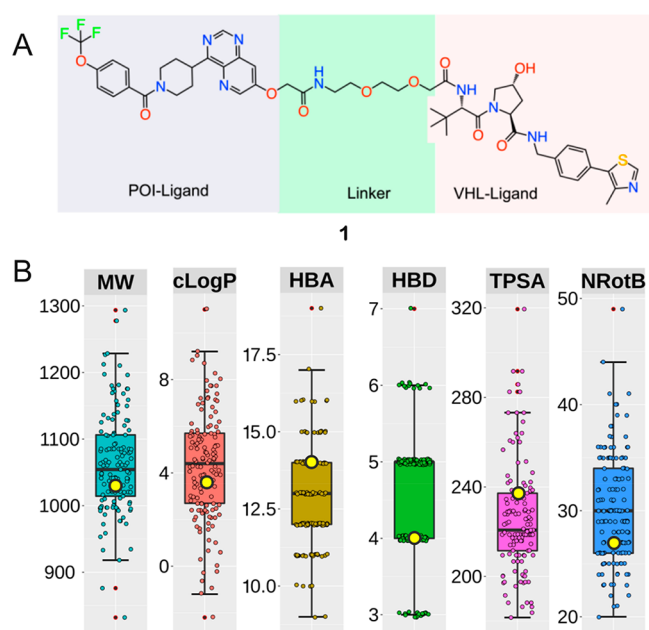 A
F
F F
O
N N
N
N
O
O
O
H
N
O
O
O
NH
O
N
OH
O
NH
S
N
POI-Ligand Linker VHL-Ligand
1
B
MW cLogP HBA HBD TPSA NRotB
1300
1200
1100
1000
900
8
4
0
17.5
15.0
12.5
10.0
7
6
5
4
3
320
280
240
200
50
40
30
20